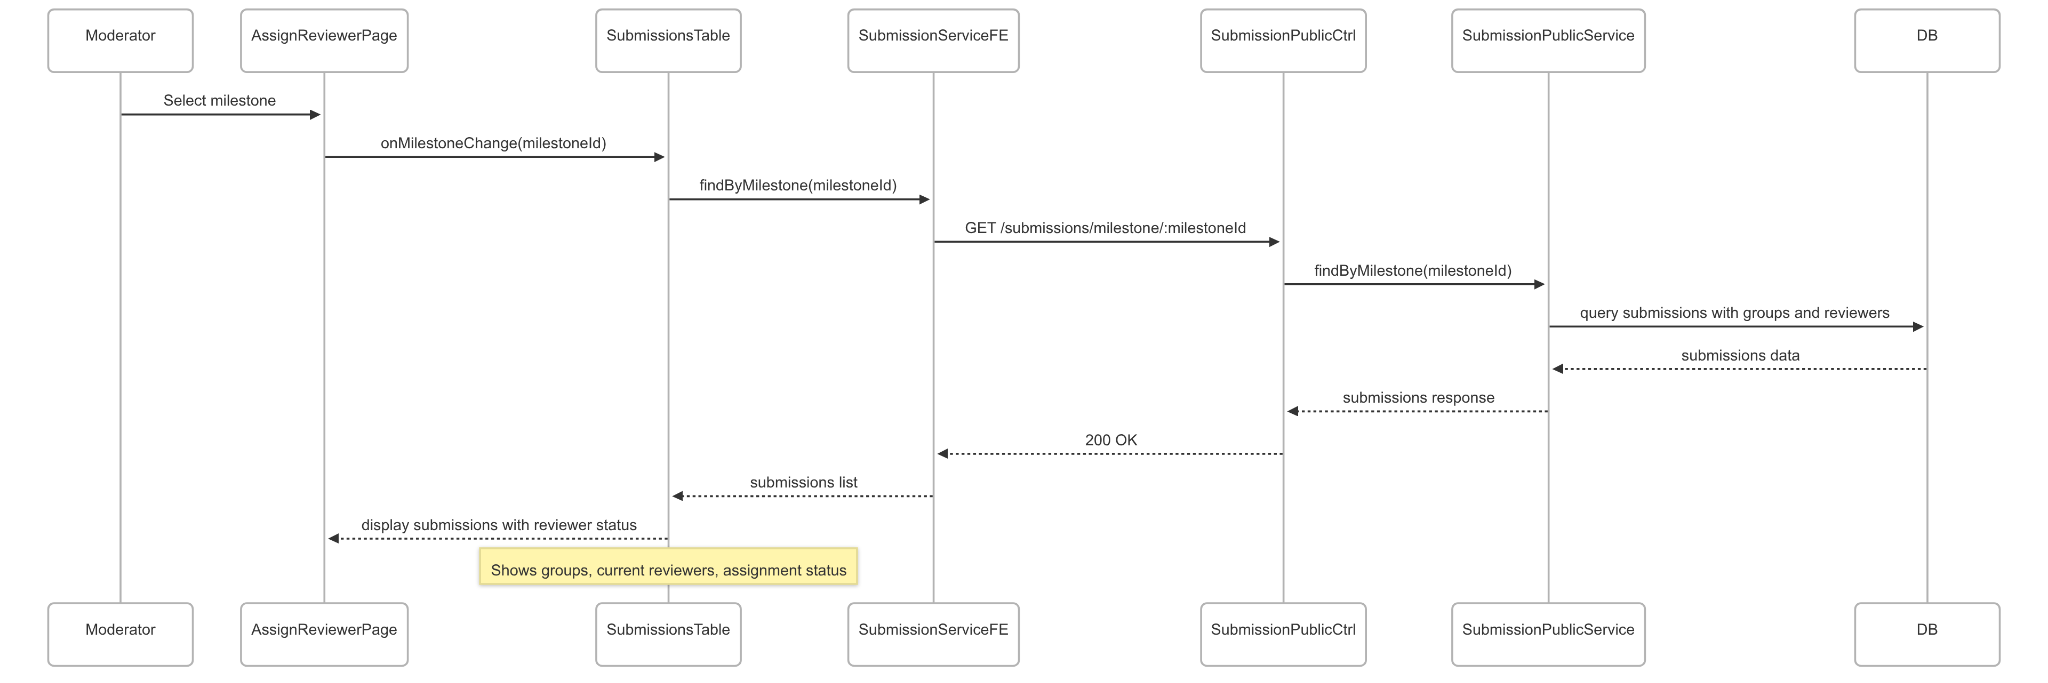 Moderator
AssignReviewerPage
SubmissionsTable
SubmissionServiceFE
SubmissionPublicCtrl
SubmissionPublicService
DB
Select milestone
onMilestoneChange(milestoneId)
findByMilestone(milestoneId)
GET /submissions/milestone/:milestoneId
findByMilestone(milestoneId)
query submissions with groups and reviewers
submissions data
submissions response
200 OK
submissions list
display submissions with reviewer status
Shows groups, current reviewers, assignment status
Moderator
AssignReviewerPage
SubmissionsTable
SubmissionServiceFE
SubmissionPublicCtrl
SubmissionPublicService
DB